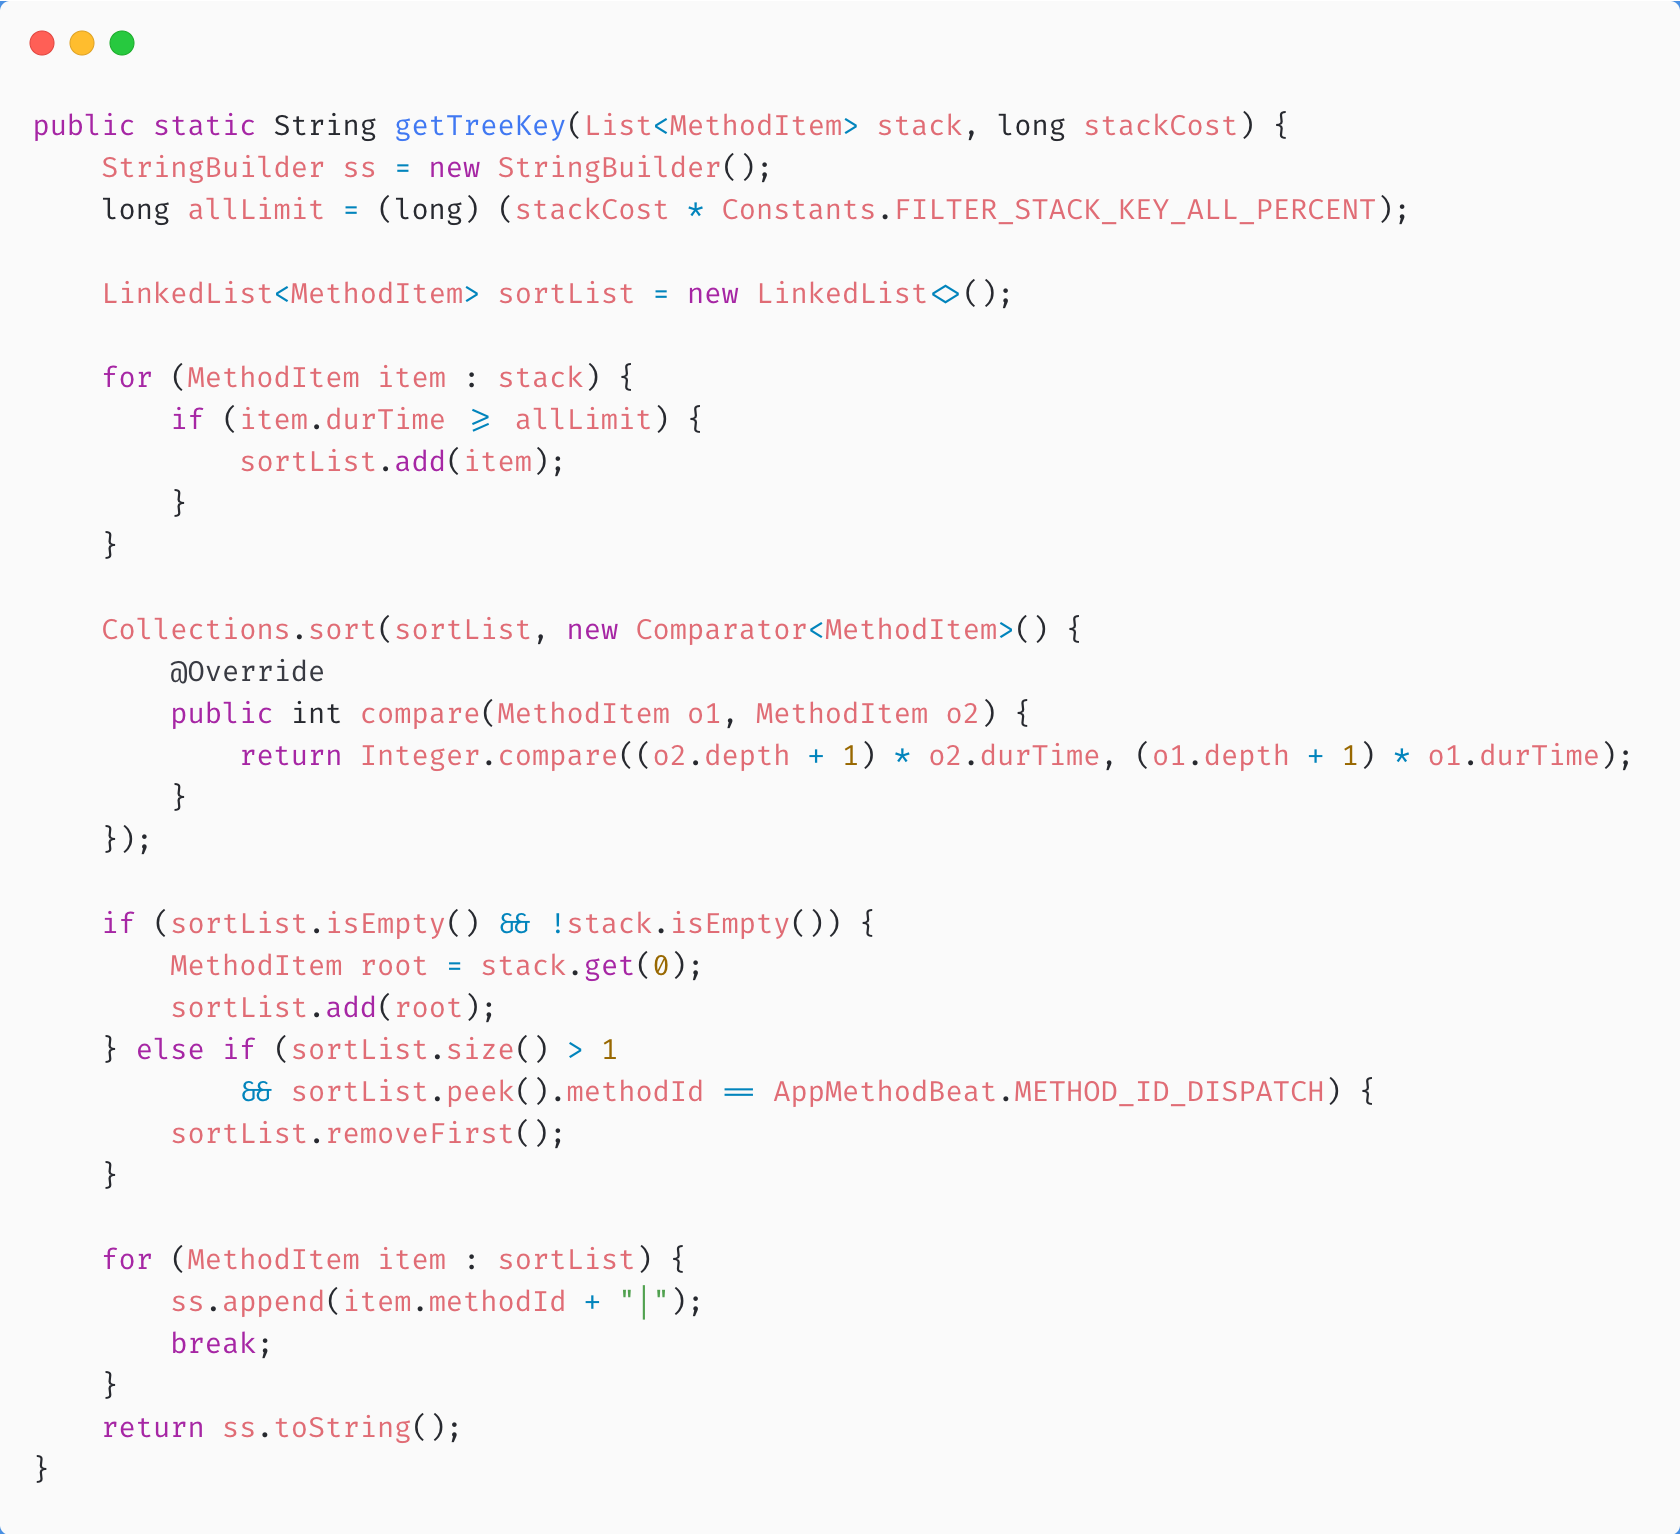 public static String getTreeKey(List<MethodItem> stack, long stackCost) {
    StringBuilder ss = new StringBuilder();
    long allLimit = (long) (stackCost * Constants.FILTER_STACK_KEY_ALL_PERCENT);

    LinkedList<MethodItem> sortList = new LinkedList<>();

    for (MethodItem item : stack) {
        if (item.durTime >= allLimit) {
            sortList.add(item);
        }
    }

    Collections.sort(sortList, new Comparator<MethodItem>() {
        @Override
        public int compare(MethodItem o1, MethodItem o2) {
            return Integer.compare((o2.depth + 1) * o2.durTime, (o1.depth + 1) * o1.durTime);
        }
    });

    if (sortList.isEmpty() && !stack.isEmpty()) {
        MethodItem root = stack.get(0);
        sortList.add(root);
    } else if (sortList.size() > 1
            && sortList.peek().methodId == AppMethodBeat.METHOD_ID_DISPATCH) {
        sortList.removeFirst();
    }

    for (MethodItem item : sortList) {
        ss.append(item.methodId + "|");
        break;
    }
    return ss.toString();
}